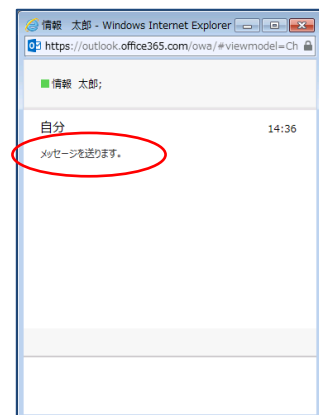 情報　太郎 - Windows Internet Explorer
https://outlook.office365.com/owa/#viewmodel=Ch
情報 太郎;
自分 14:36
メッセージを送ります。